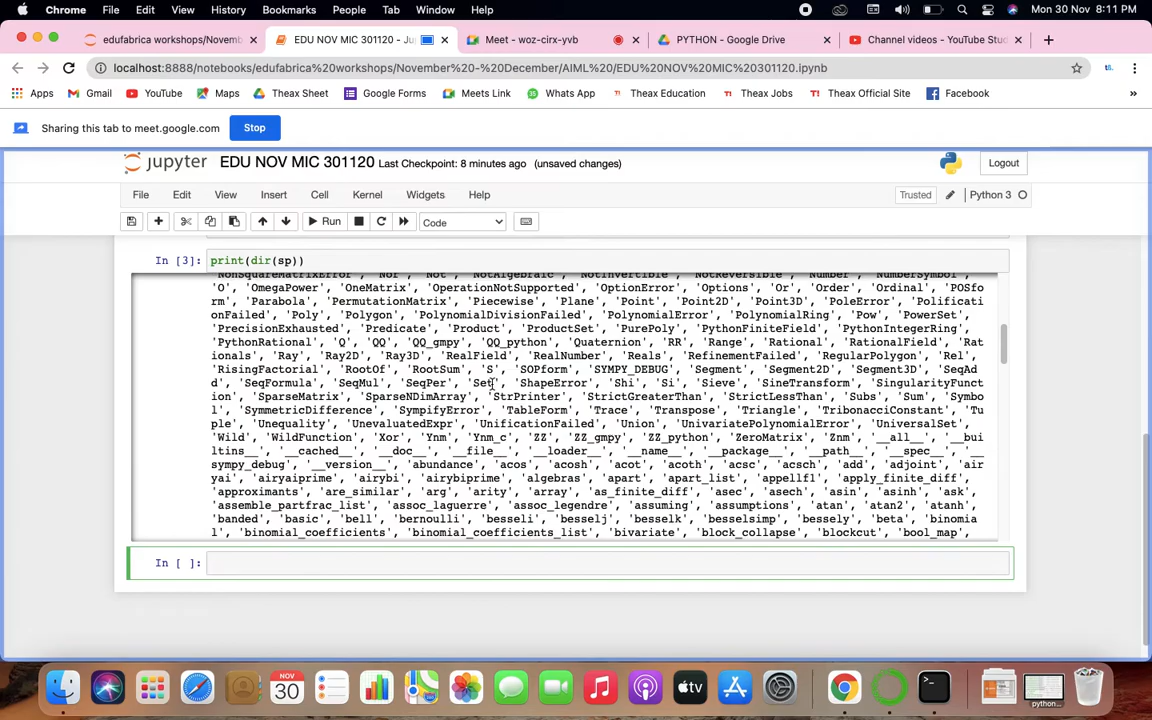 Chrome File Edit View History Bookmarks People Tab Window Help Mon 30 Nov 8:11 PM
edufabrica workshops/Novemb EDU NOV MIC 301120 - Ju Meet - woz-cirx-yvb PYTHON - Google Drive Channel videos - YouTube Stu
localhost:8888/notebooks/edufabrica%20workshops/November%20-%20December/AIML%20/EDU%20NOV%20MIC%20301120.ipynb
Apps Gmail YouTube Maps Theax Sheet Google Forms Meets Link Whats App Theax Education Theax Jobs Theax Official Site Facebook »
Sharing this tab to meet.google.com Stop
jupyter EDU NOV MIC 301120 Last Checkpoint: 8 minutes ago (unsaved changes) Logout
File Edit View Insert Cell Kernel Widgets Help Trusted Python 3
Run Code
In [3]: print(dir(sp))
'NonSquareMatrixError', 'Nor', 'Not', 'NotAlgebraic', 'NotInvertible', 'NotReversible', 'Number', 'NumberSymbol',
'O', 'OmegaPower', 'OneMatrix', 'OperationNotSupported', 'OptionError', 'Options', 'Or', 'Order', 'Ordinal', 'POSfo
rm', 'Parabola', 'PermutationMatrix', 'Piecewise', 'Plane', 'Point', 'Point2D', 'Point3D', 'PoleError', 'Polificati
onFailed', 'Poly', 'Polygon', 'PolynomialDivisionFailed', 'PolynomialError', 'PolynomialRing', 'Pow', 'PowerSet',
'PrecisionExhausted', 'Predicate', 'Product', 'ProductSet', 'PurePoly', 'PythonFiniteField', 'PythonIntegerRing',
'PythonRational', 'Q', 'QQ', 'QQ_gmpy', 'QQ_python', 'Quaternion', 'RR', 'Range', 'Rational', 'RationalField', 'Rat
ionals', 'Ray', 'Ray2D', 'Ray3D', 'RealField', 'RealNumber', 'Reals', 'RefinementFailed', 'RegularPolygon', 'Rel',
'RisingFactorial', 'RootOf', 'RootSum', 'S', 'SOPform', 'SYMPY_DEBUG', 'Segment', 'Segment2D', 'Segment3D', 'SeqAd
d', 'SeqFormula', 'SeqMul', 'SeqPer', 'Set', 'ShapeError', 'Shi', 'Si', 'Sieve', 'SineTransform', 'SingularityFunct
ion', 'SparseMatrix', 'SparseNDimArray', 'StrPrinter', 'StrictGreaterThan', 'StrictLessThan', 'Subs', 'Sum', 'Symbo
l', 'SymmetricDifference', 'SympifyError', 'TableForm', 'Trace', 'Transpose', 'Triangle', 'TribonacciConstant', 'Tu
ple', 'Unequality', 'UnevaluatedExpr', 'UnificationFailed', 'Union', 'UnivariatePolynomialError', 'UniversalSet',
'Wild', 'WildFunction', 'Xor', 'Ynm', 'Ynm_c', 'ZZ', 'ZZ_gmpy', 'ZZ_python', 'ZeroMatrix', 'Znm', '__all__', '__bui
ltins__', '__cached__', '__doc__', '__file__', '__loader__', '__name__', '__package__', '__path__', '__spec__', '__
sympy_debug', '__version__', 'abundance', 'acos', 'acosh', 'acot', 'acoth', 'acsc', 'acsch', 'add', 'adjoint', 'air
yai', 'airyaiprime', 'airybi', 'airybiprime', 'algebras', 'apart', 'apart_list', 'appellf1', 'apply_finite_diff',
'approximants', 'are_similar', 'arg', 'arity', 'array', 'as_finite_diff', 'asec', 'asech', 'asin', 'asinh', 'ask',
'assemble_partfrac_list', 'assoc_laguerre', 'assoc_legendre', 'assuming', 'assumptions', 'atan', 'atan2', 'atanh',
'banded', 'basic', 'bell', 'bernoulli', 'besseli', 'besselj', 'besselk', 'besselsimp', 'bessely', 'beta', 'binomia
l', 'binomial_coefficients', 'binomial_coefficients_list', 'bivariate', 'block_collapse', 'blockcut', 'bool_map',
In [ ]:
NOV
30
tv
python...